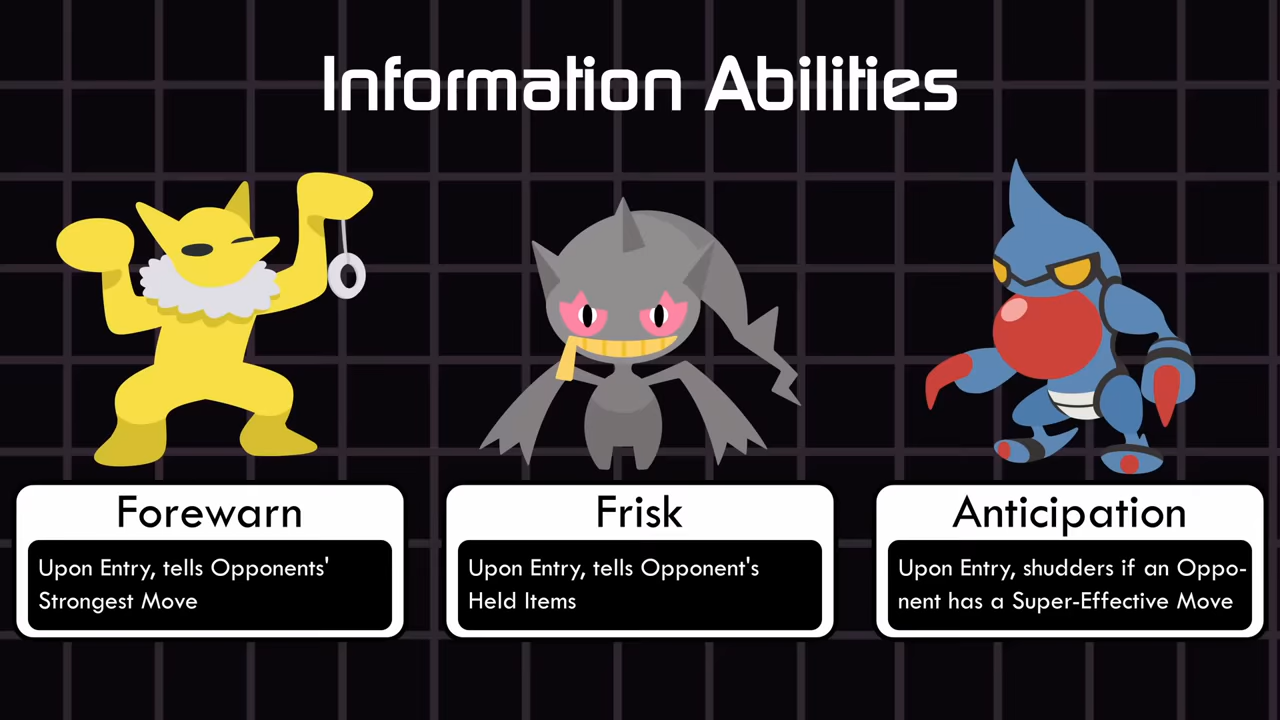 Information Abilities
Forewarn
Upon Entry, tells Opponents'
Strongest Move
Frisk
Upon Entry, tells Opponent's
Held Items
Anticipation
Upon Entry, shudders if an Oppo-
nent has a Super-Effective Move